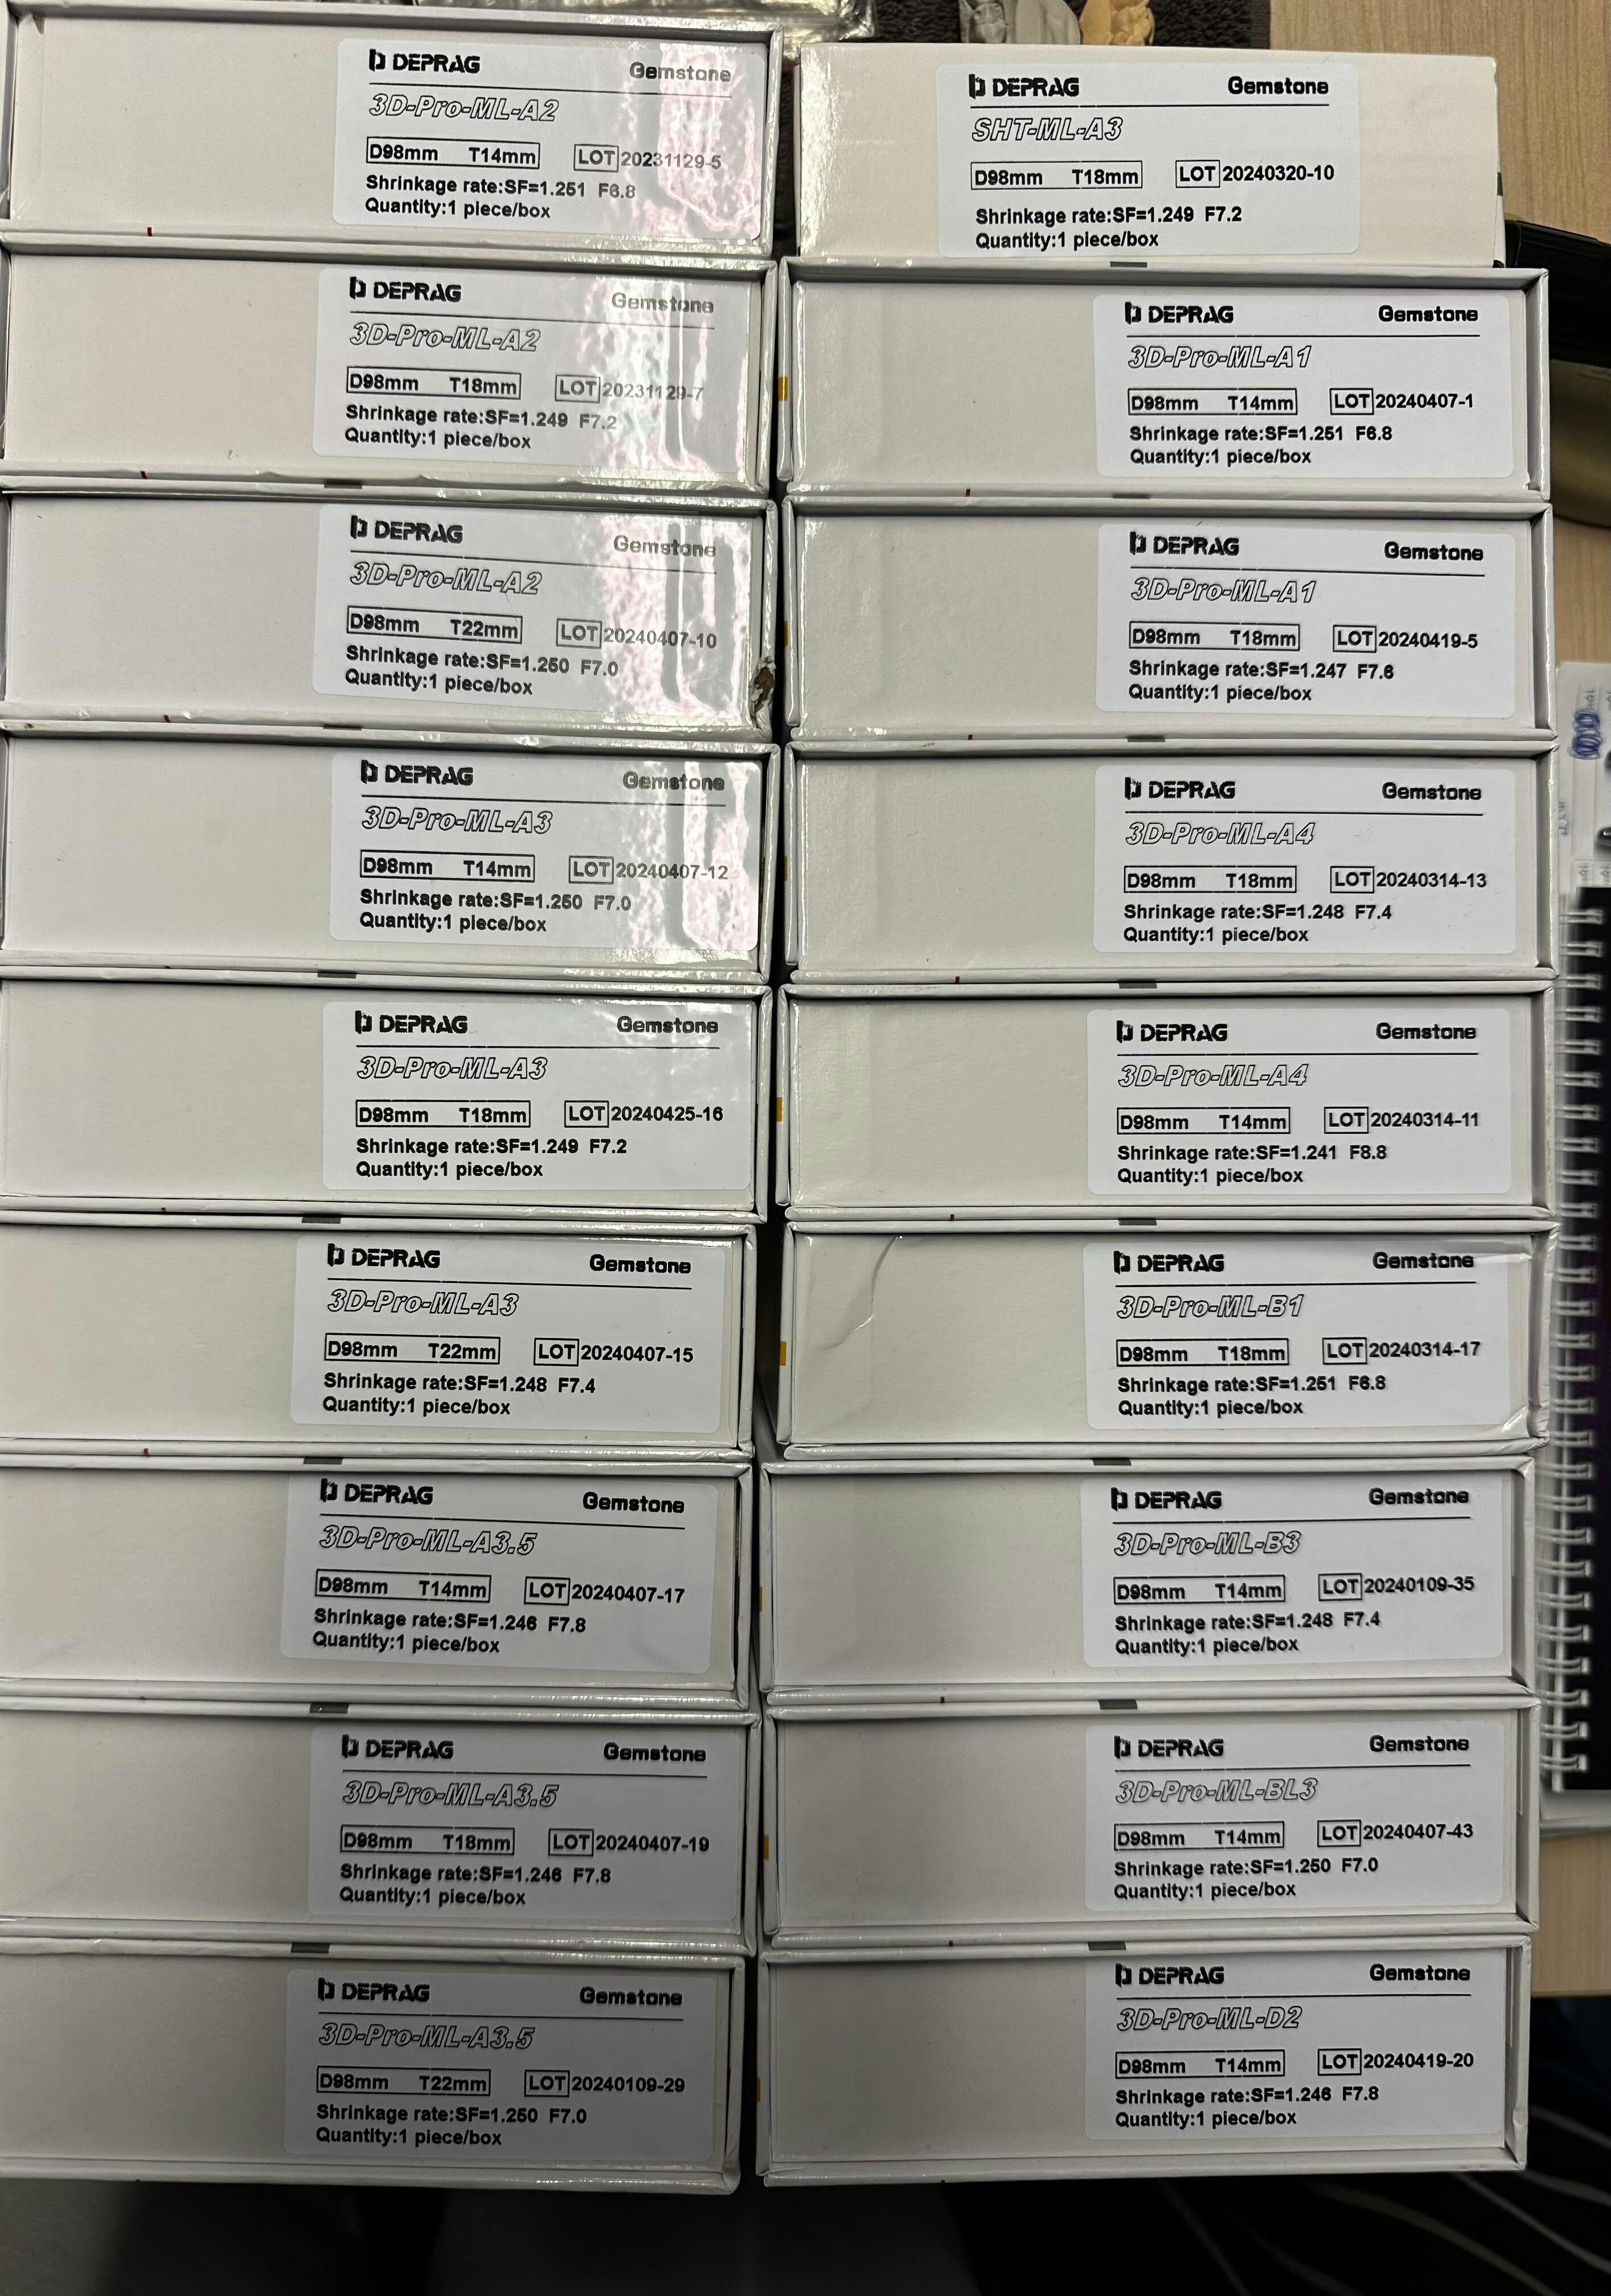 DEPRAG Gemstone
3D-Pro-ML-A2
D98mm T14mm LOT 20231129-5
Shrinkage rate:SF=1.251 F6.8
Quantity:1 piece/box
DEPRAG Gemstone
3D-Pro-ML-A2
D98mm T18mm LOT 20231129-7
Shrinkage rate:SF=1.249 F7.2
Quantity:1 piece/box
DEPRAG Gemstone
3D-Pro-ML-A2
D98mm T22mm LOT 20240407-10
Shrinkage rate:SF=1.250 F7.0
Quantity:1 piece/box
DEPRAG Gemstone
3D-Pro-ML-A3
D98mm T14mm LOT 20240407-12
Shrinkage rate:SF=1.250 F7.0
Quantity:1 piece/box
DEPRAG Gemstone
3D-Pro-ML-A3
D98mm T18mm LOT 20240425-16
Shrinkage rate:SF=1.249 F7.2
Quantity:1 piece/box
DEPRAG Gemstone
3D-Pro-ML-A3
D98mm T22mm LOT 20240407-15
Shrinkage rate:SF=1.248 F7.4
Quantity:1 piece/box
DEPRAG Gemstone
3D-Pro-ML-A3.5
D98mm T14mm LOT 20240407-17
Shrinkage rate:SF=1.246 F7.8
Quantity:1 piece/box
DEPRAG Gemstone
3D-Pro-ML-A3.5
D98mm T18mm LOT 20240407-19
Shrinkage rate:SF=1.246 F7.8
Quantity:1 piece/box
DEPRAG Gemstone
3D-Pro-ML-A3.5
D98mm T22mm LOT 20240109-29
Shrinkage rate:SF=1.250 F7.0
Quantity:1 piece/box
DEPRAG Gemstone
SHT-ML-A3
D98mm T18mm LOT 20240320-10
Shrinkage rate:SF=1.249 F7.2
Quantity:1 piece/box
DEPRAG Gemstone
3D-Pro-ML-A1
D98mm T14mm LOT 20240407-1
Shrinkage rate:SF=1.251 F6.8
Quantity:1 piece/box
DEPRAG Gemstone
3D-Pro-ML-A1
D98mm T18mm LOT 20240419-5
Shrinkage rate:SF=1.247 F7.6
Quantity:1 piece/box
DEPRAG Gemstone
3D-Pro-ML-A4
D98mm T18mm LOT 20240314-13
Shrinkage rate:SF=1.248 F7.4
Quantity:1 piece/box
DEPRAG Gemstone
3D-Pro-ML-A4
D98mm T14mm LOT 20240314-11
Shrinkage rate:SF=1.241 F8.8
Quantity:1 piece/box
DEPRAG Gemstone
3D-Pro-ML-B1
D98mm T18mm LOT 20240314-17
Shrinkage rate:SF=1.251 F6.8
Quantity:1 piece/box
DEPRAG Gemstone
3D-Pro-ML-B3
D98mm T14mm LOT 20240109-35
Shrinkage rate:SF=1.248 F7.4
Quantity:1 piece/box
DEPRAG Gemstone
3D-Pro-ML-BL3
D98mm T14mm LOT 20240407-43
Shrinkage rate:SF=1.250 F7.0
Quantity:1 piece/box
DEPRAG Gemstone
3D-Pro-ML-D2
D98mm T14mm LOT 20240419-20
Shrinkage rate:SF=1.246 F7.8
Quantity:1 piece/box